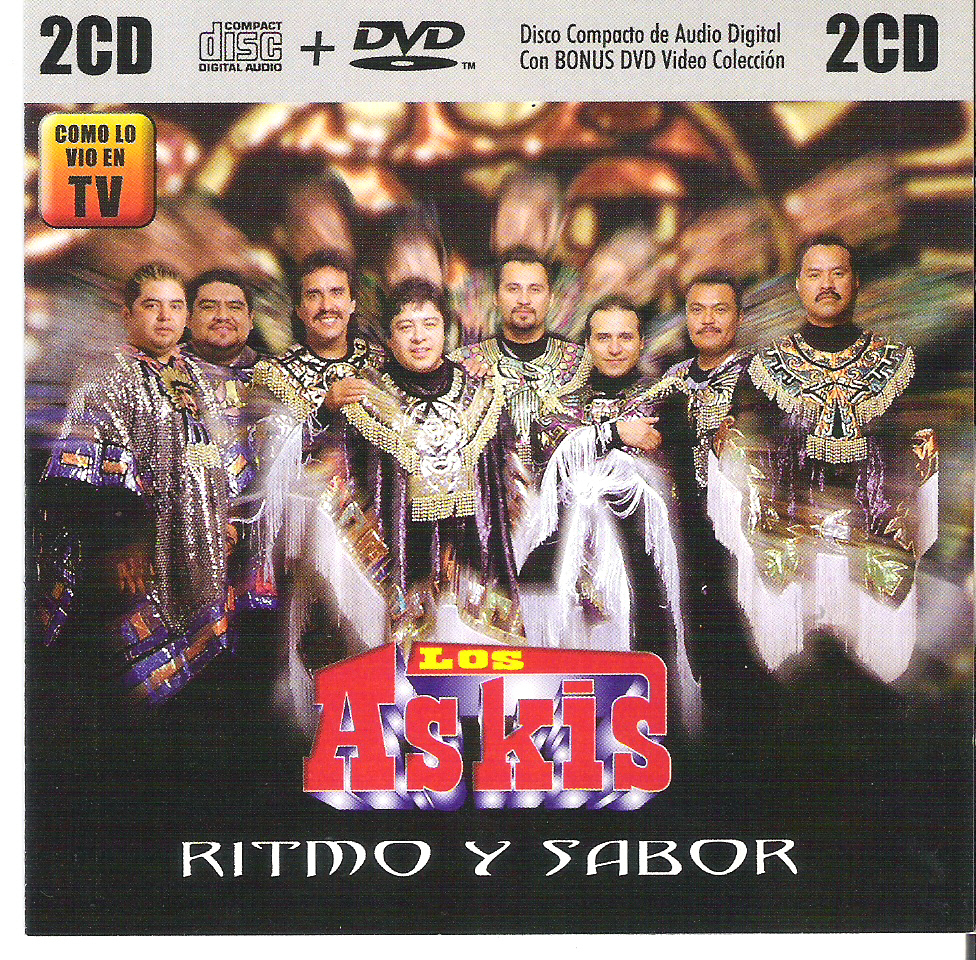 2CD
COMPACT
disc
DIGITAL AUDIO
+
DVD
TM
Disco Compacto de Audio Digital
Con BONUS DVD Video Colección
2CD
COMO LO
VIO EN
TV
LOS
Askis
RITMO Y SABOR